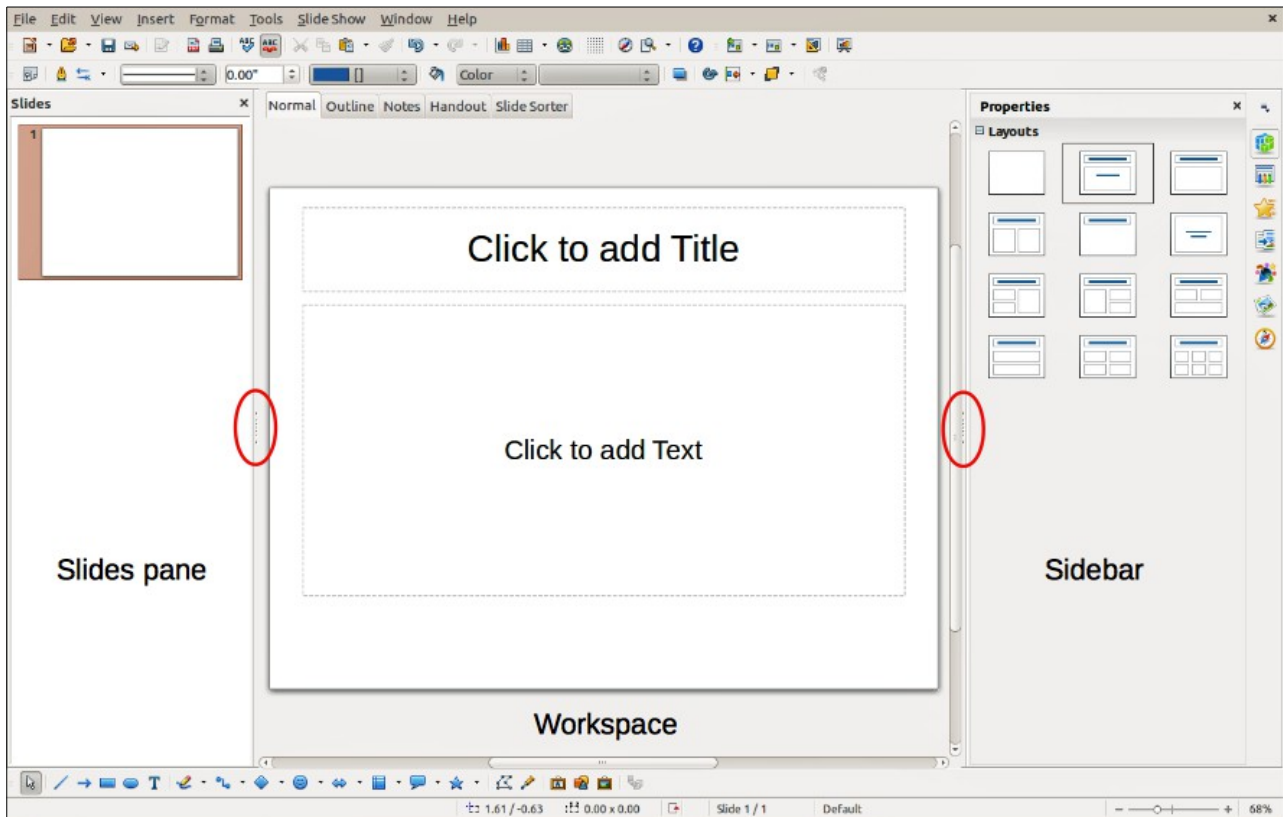 File Edit View Insert Format Tools Slide Show Window Help
0.00" Color
Slides
Normal Outline Notes Handout Slide Sorter
Properties
Layouts
1
Click to add Title
Click to add Text
Slides pane
Sidebar
Workspace
1.61 / -0.63 0.00 x 0.00 Slide 1 / 1 Default 68%